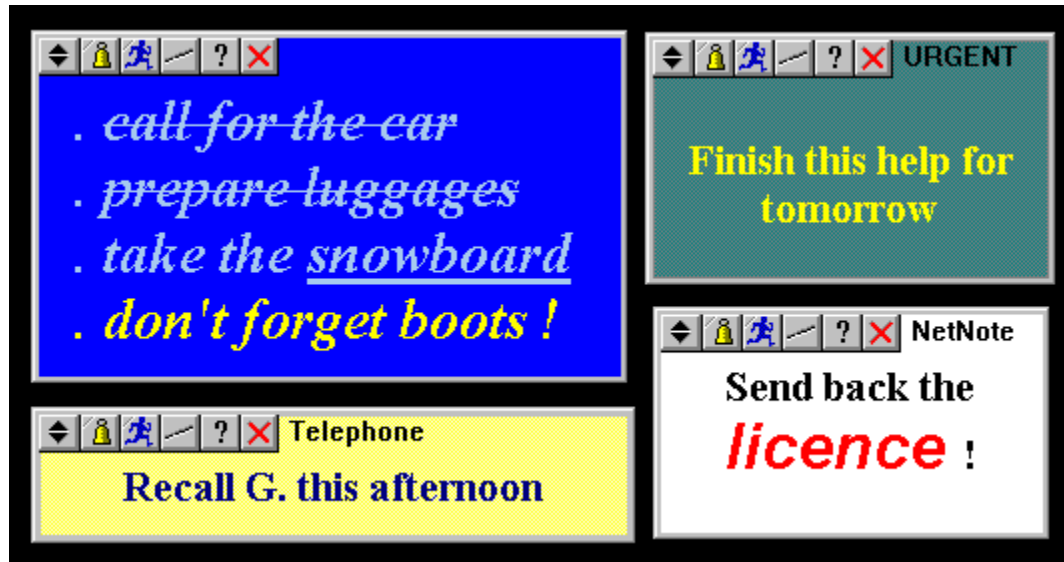 . call for the car
. prepare luggages
. take the snowboard
. don't forget boots !
URGENT
Finish this help for
tomorrow
Telephone
Recall G. this afternoon
NetNote
Send back the
licence !